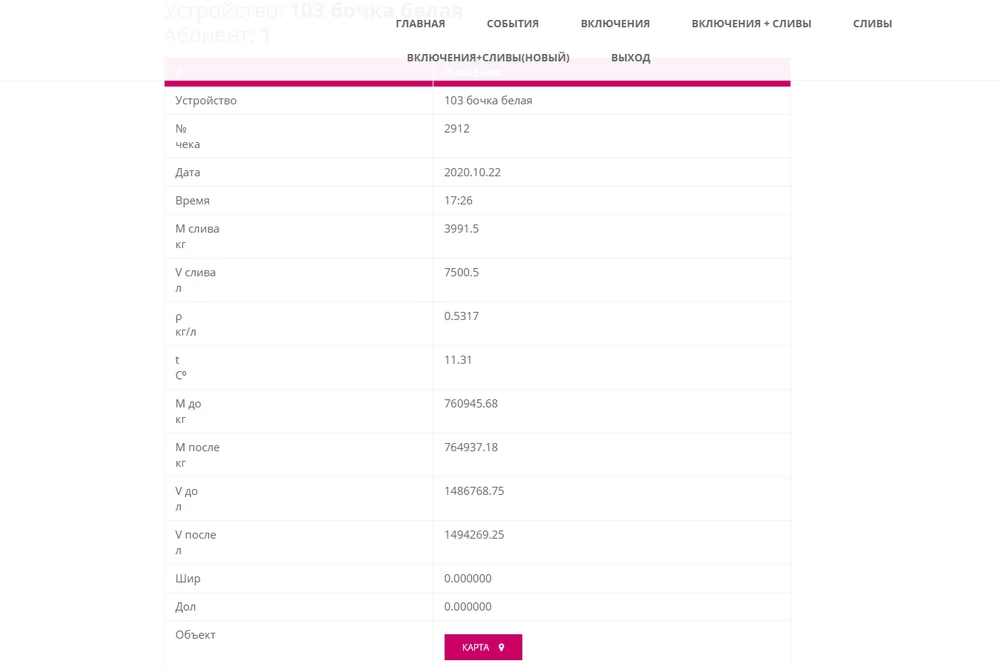 Устройство: 103 бочка белая
Абонент: 1
ГЛАВНАЯ СОБЫТИЯ ВКЛЮЧЕНИЯ ВКЛЮЧЕНИЯ + СЛИВЫ СЛИВЫ
ВКЛЮЧЕНИЯ+СЛИВЫ(НОВЫЙ) ВЫХОД
Устройство 103 бочка белая
№ 2912
чека
Дата 2020.10.22
Время 17:26
М слива 3991.5
кг
V слива 7500.5
л
ρ 0.5317
кг/л
t 11.31
Cº
М до 760945.68
кг
М после 764937.18
кг
V до 1486768.75
л
V после 1494269.25
л
Шир 0.000000
Дол 0.000000
Объект
КАРТА